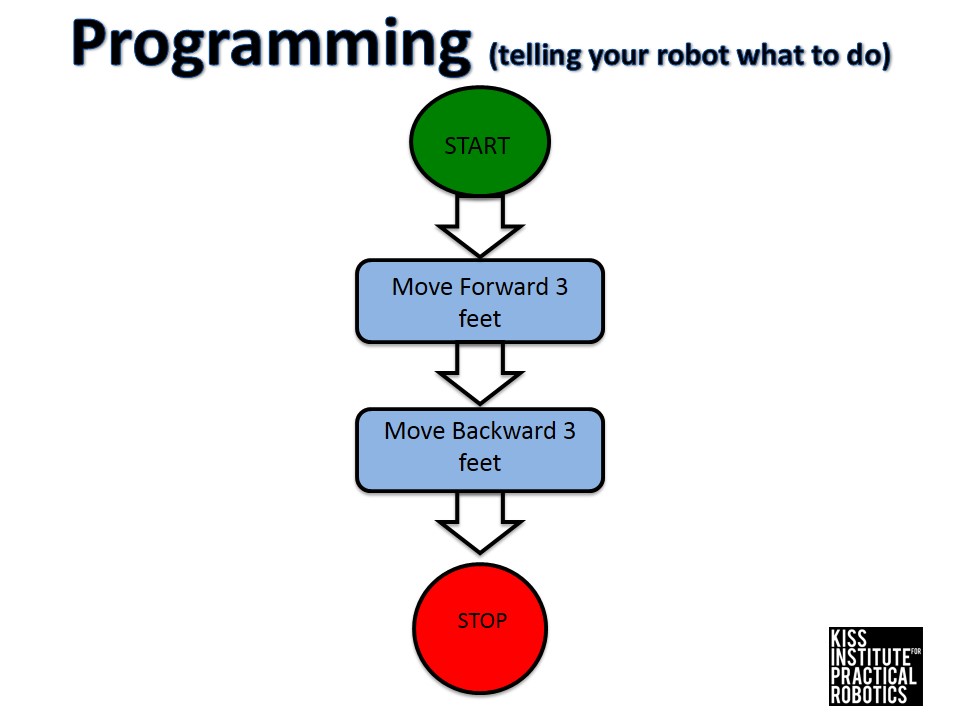 Programming (telling your robot what to do)
START
Move Forward 3
feet
Move Backward 3
feet
STOP
KISS
INSTITUTE FOR
PRACTICAL
ROBOTICS